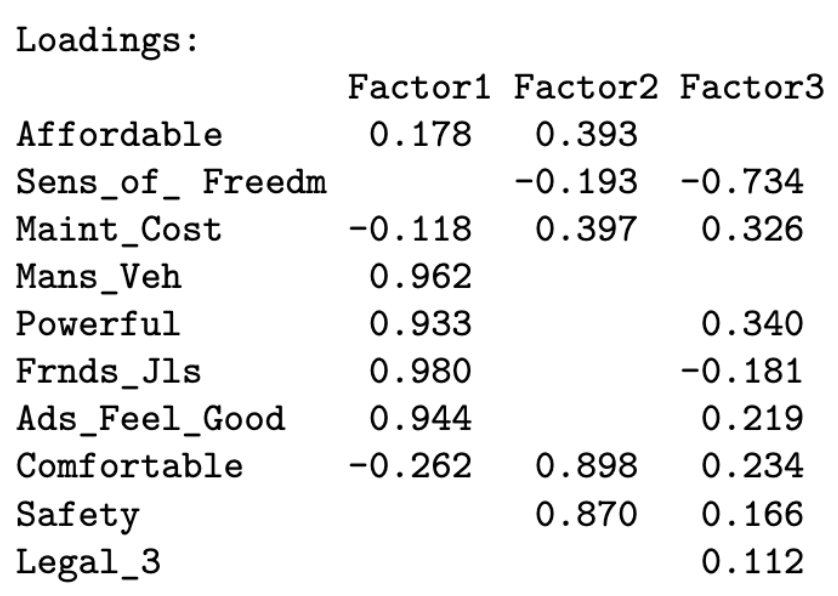 Loadings:
Factor1 Factor2 Factor3
Affordable 0.178 0.393
Sens_of_ Freedm -0.193 -0.734
Maint_Cost -0.118 0.397 0.326
Mans_Veh 0.962
Powerful 0.933 0.340
Frnds_Jls 0.980 -0.181
Ads_Feel_Good 0.944 0.219
Comfortable -0.262 0.898 0.234
Safety 0.870 0.166
Legal_3 0.112